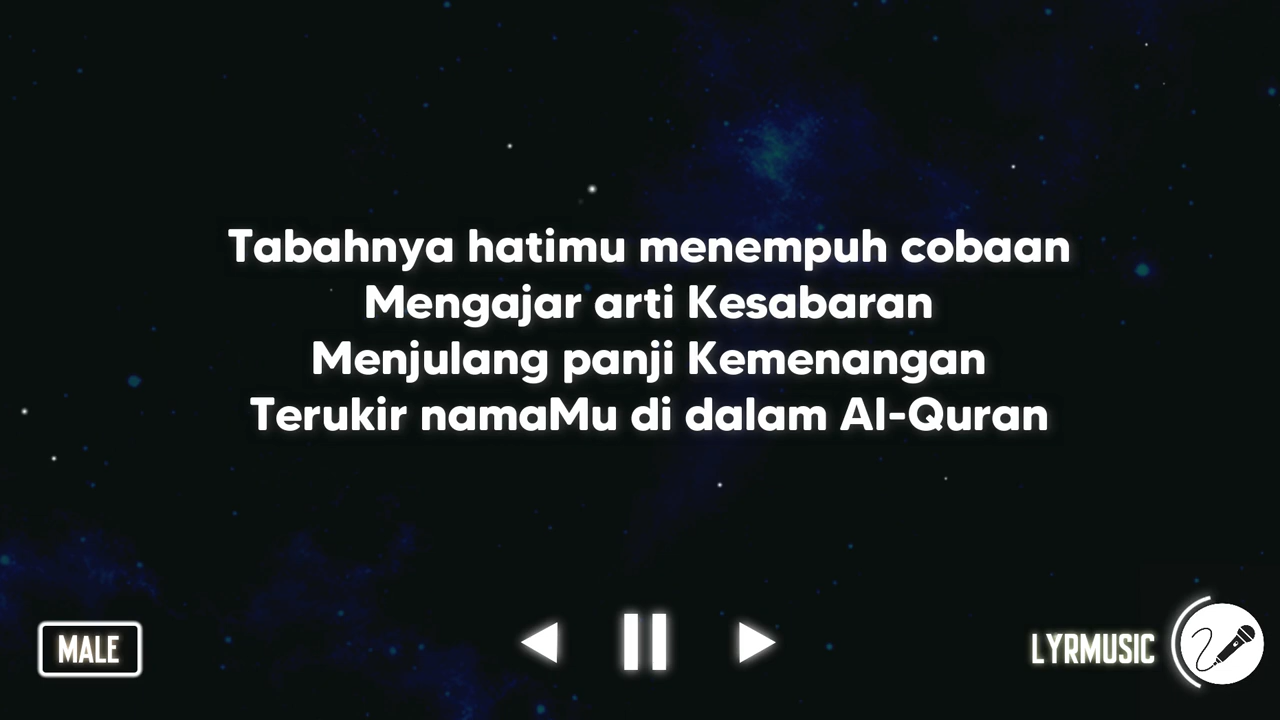 Tabahnya hatimu menempuh cobaan
Mengajar arti Kesabaran
Menjulang panji Kemenangan
Terukir namaMu di dalam Al-Quran
MALE
LYRMUSIC